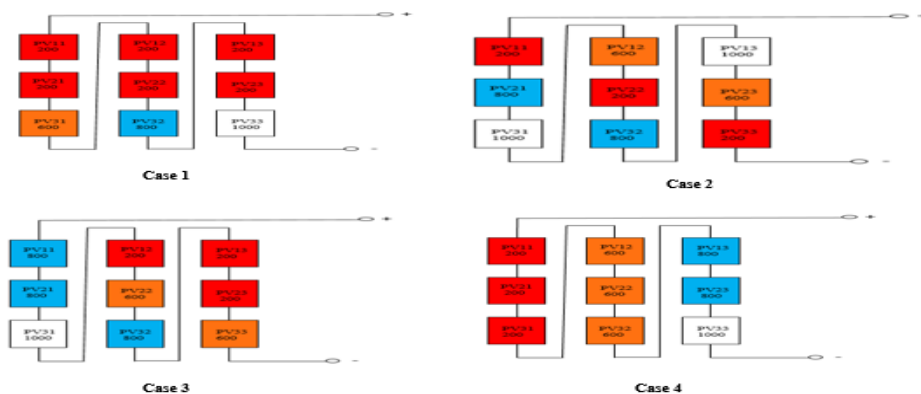 +
PV11 PV12 PV13
200 200 200
PV21 PV22 PV23
200 200 200
PV31 PV32 PV33
600 800 1000
-
Case 1
PV11 PV12 PV13
200 600 1000
PV21 PV22 PV23
800 200 600
PV31 PV32 PV33
1000 800 200
-
Case 2
+
PV11 PV12 PV13
800 200 200
PV21 PV22 PV23
800 600 200
PV31 PV32 PV33
1000 800 600
-
Case 3
+
PV11 PV12 PV13
200 600 800
PV21 PV22 PV23
200 600 800
PV31 PV32 PV33
200 600 1000
-
Case 4